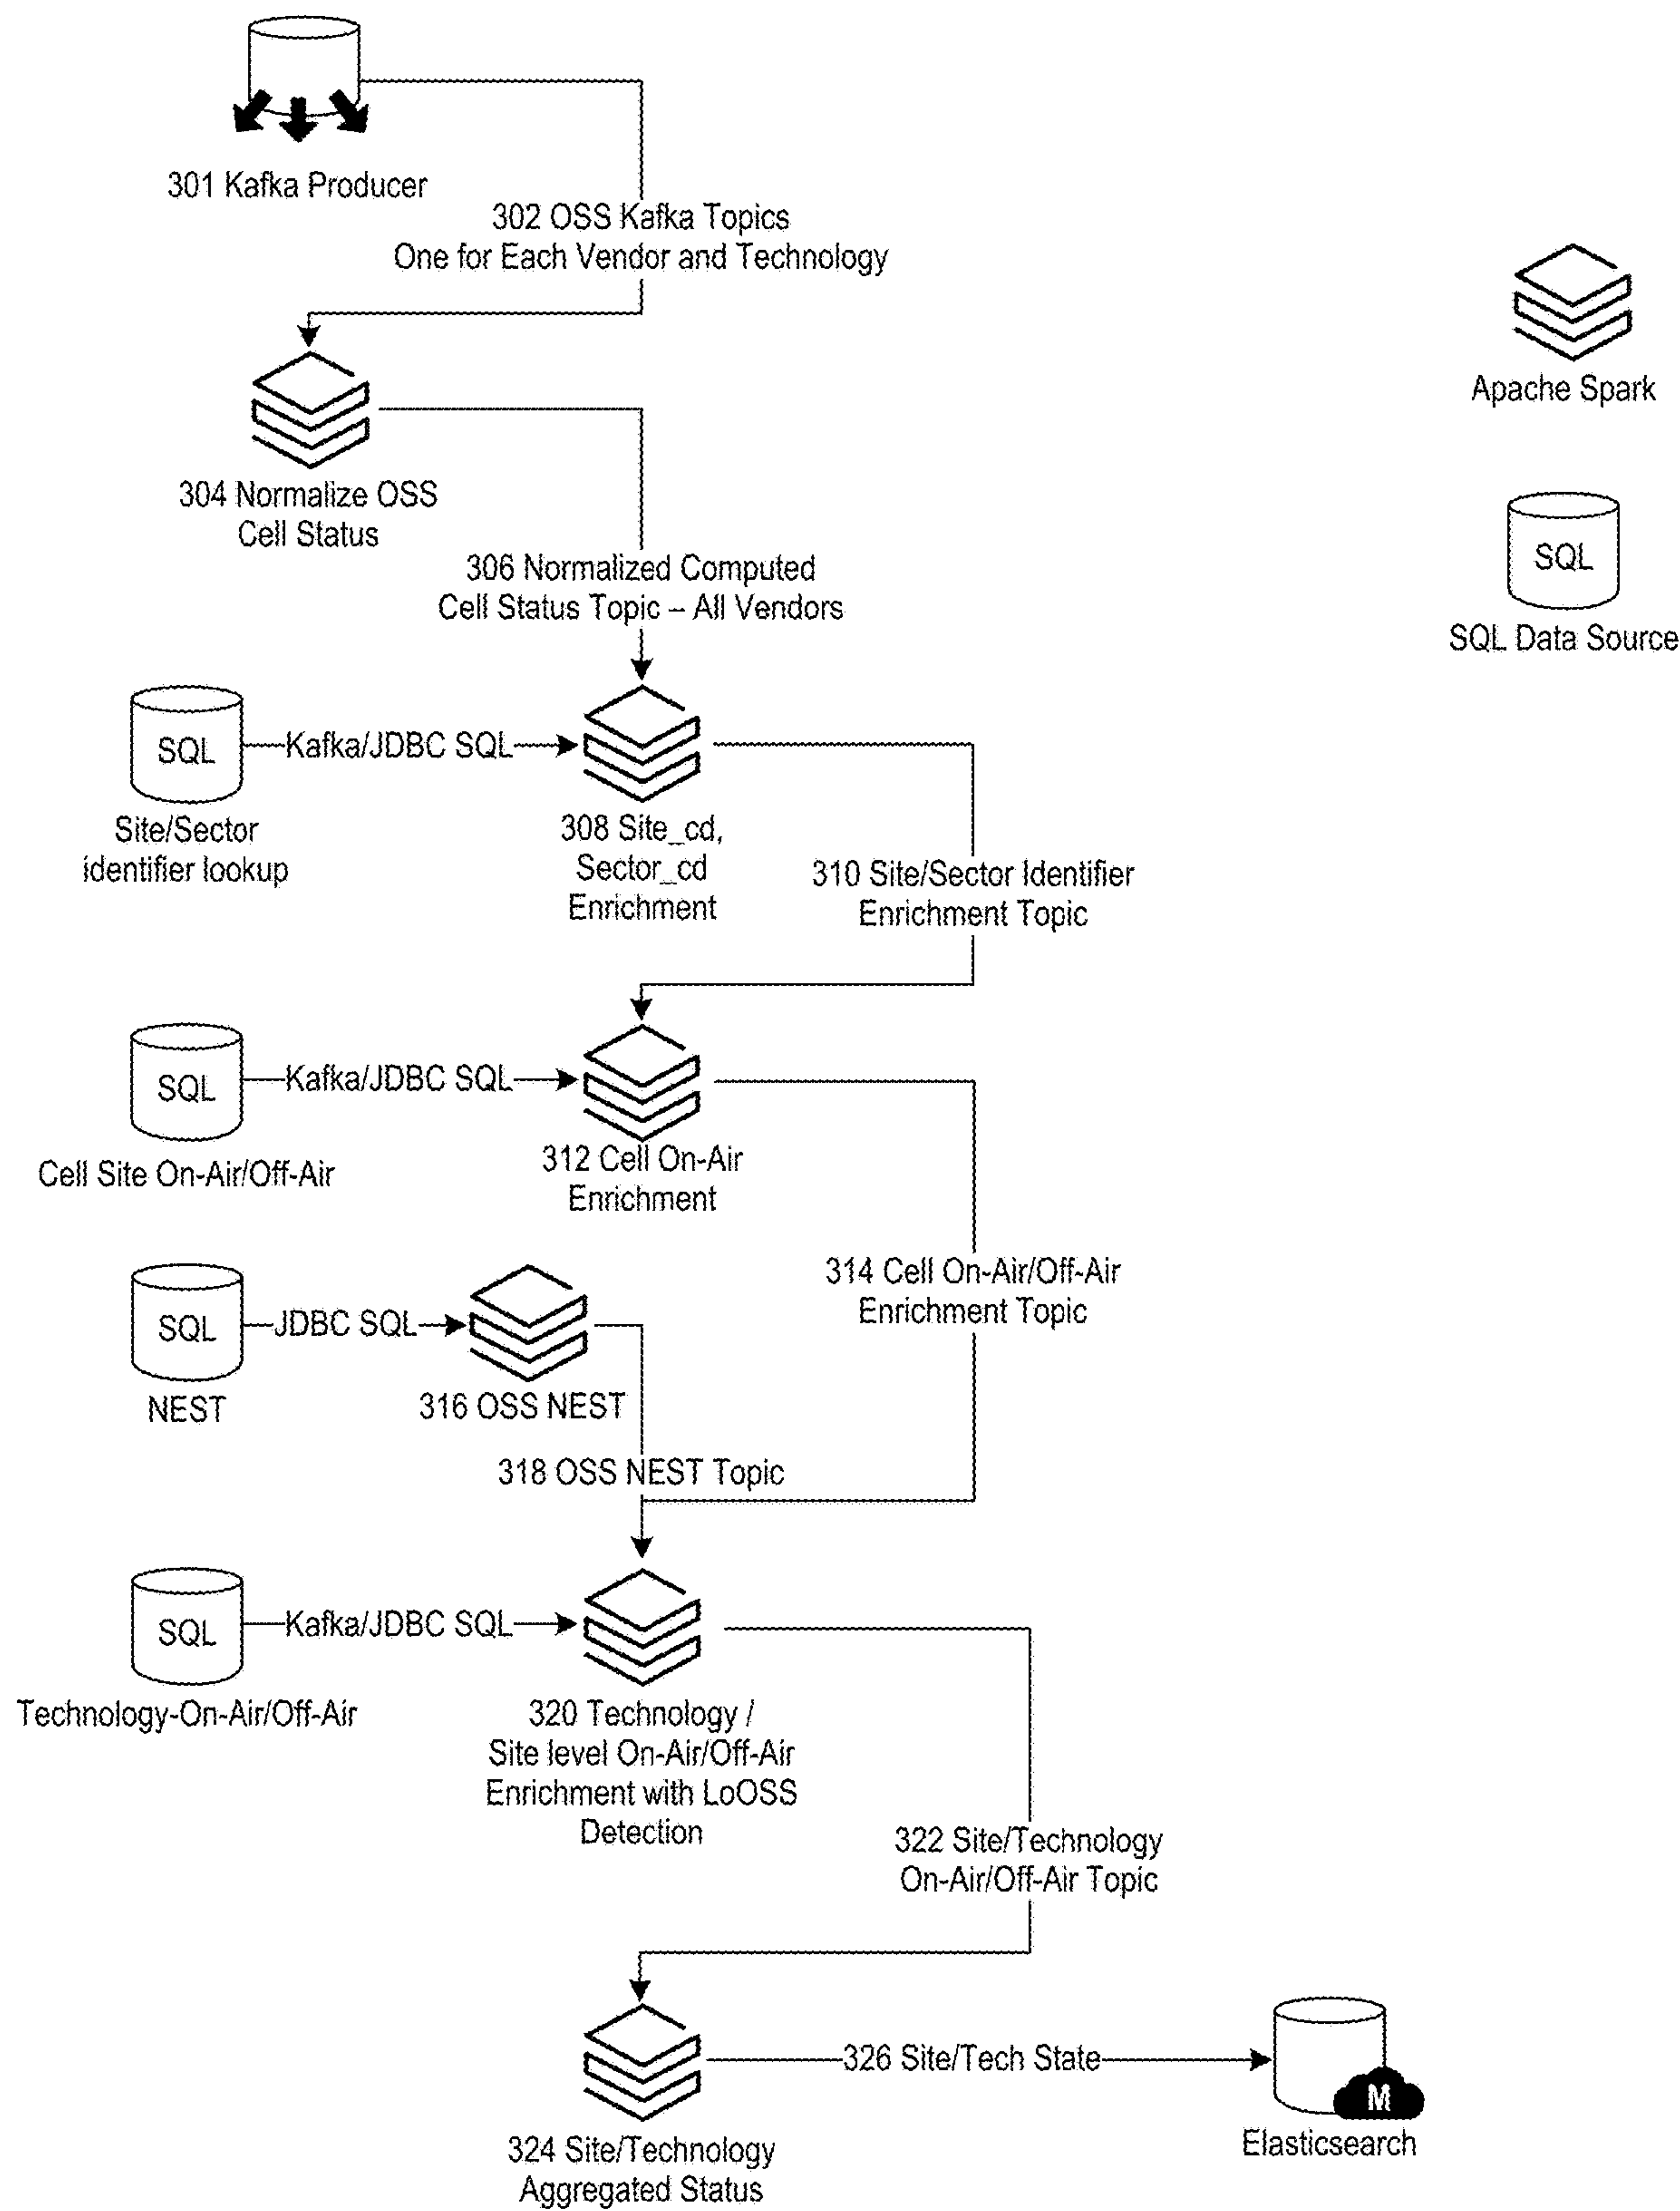 301 Kafka Producer
302 OSS Kafka Topics
One for Each Vendor and Technology
Apache Spark
304 Normalize OSS
Cell Status
SQL
SQL Data Source
306 Normalized Computed
Cell Status Topic – All Vendors
SQL
Kafka/JDBC SQL
Site/Sector
identifier lookup
308 Site_cd,
Sector_cd
Enrichment
310 Site/Sector Identifier
Enrichment Topic
SQL
Kafka/JDBC SQL
Cell Site On-Air/Off-Air
312 Cell On-Air
Enrichment
314 Cell On-Air/Off-Air
Enrichment Topic
SQL
JDBC SQL
NEST
316 OSS NEST
318 OSS NEST Topic
SQL
Kafka/JDBC SQL
Technology-On-Air/Off-Air
320 Technology /
Site level On-Air/Off-Air
Enrichment with LoOSS
Detection
322 Site/Technology
On-Air/Off-Air Topic
326 Site/Tech State
M
Elasticsearch
324 Site/Technology
Aggregated Status